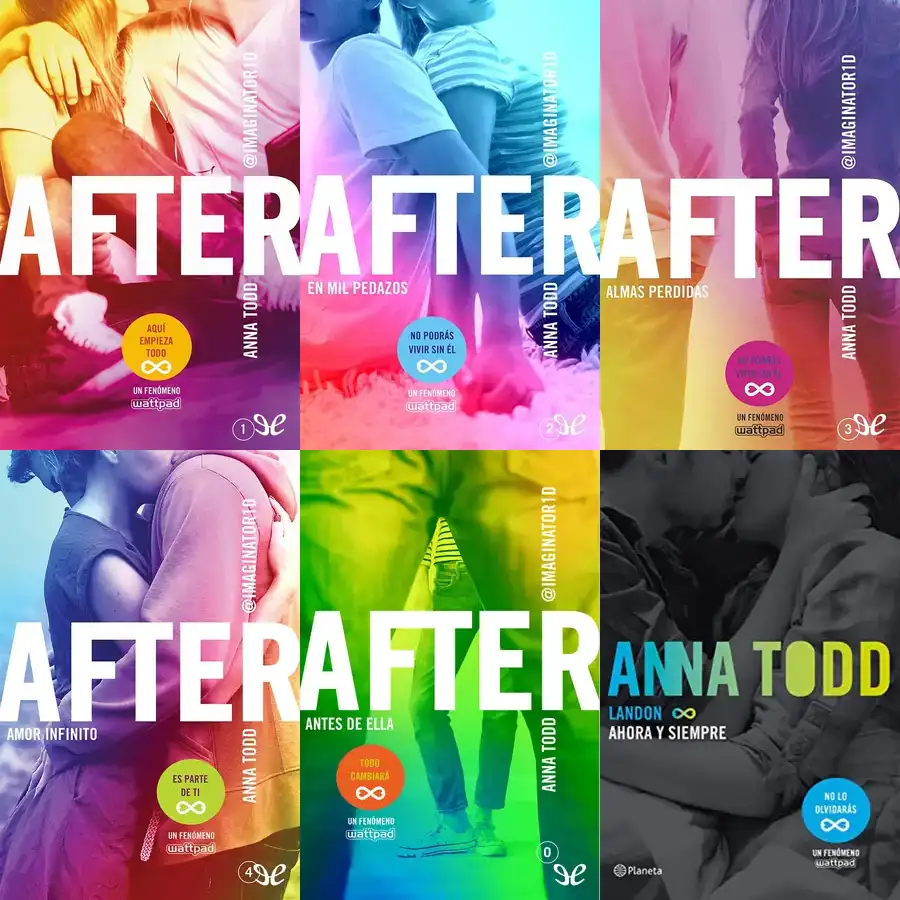 @IMAGINATOR1D
AFTER
ANNA TODD
AQUÍ
EMPIEZA
TODO
UN FENÓMENO
wattpad
1
@IMAGINATOR1D
AFTER
EN MIL PEDAZOS
ANNA TODD
NO PODRÁS
VIVIR SIN ÉL
UN FENÓMENO
wattpad
2
@IMAGINATOR1D
AFTER
ALMAS PERDIDAS
ANNA TODD
UN FENÓMENO
wattpad
3
@IMAGINATOR1D
AFTER
AMOR INFINITO
ANNA TODD
ES PARTE
DE TI
UN FENÓMENO
wattpad
4
@IMAGINATOR1D
AFTER
ANTES DE ELLA
ANNA TODD
TODO
CAMBIARÁ
UN FENÓMENO
wattpad
0
ANNA TODD
LANDON
AHORA Y SIEMPRE
NO LO
OLVIDARÁS
UN FENÓMENO
wattpad
Planeta